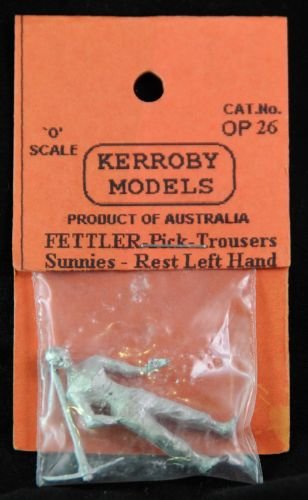 CAT.No.
'O' OP 26
SCALE
KERROBY
MODELS
PRODUCT OF AUSTRALIA
FETTLER-Pick-Trousers
Sunnies - Rest Left Hand